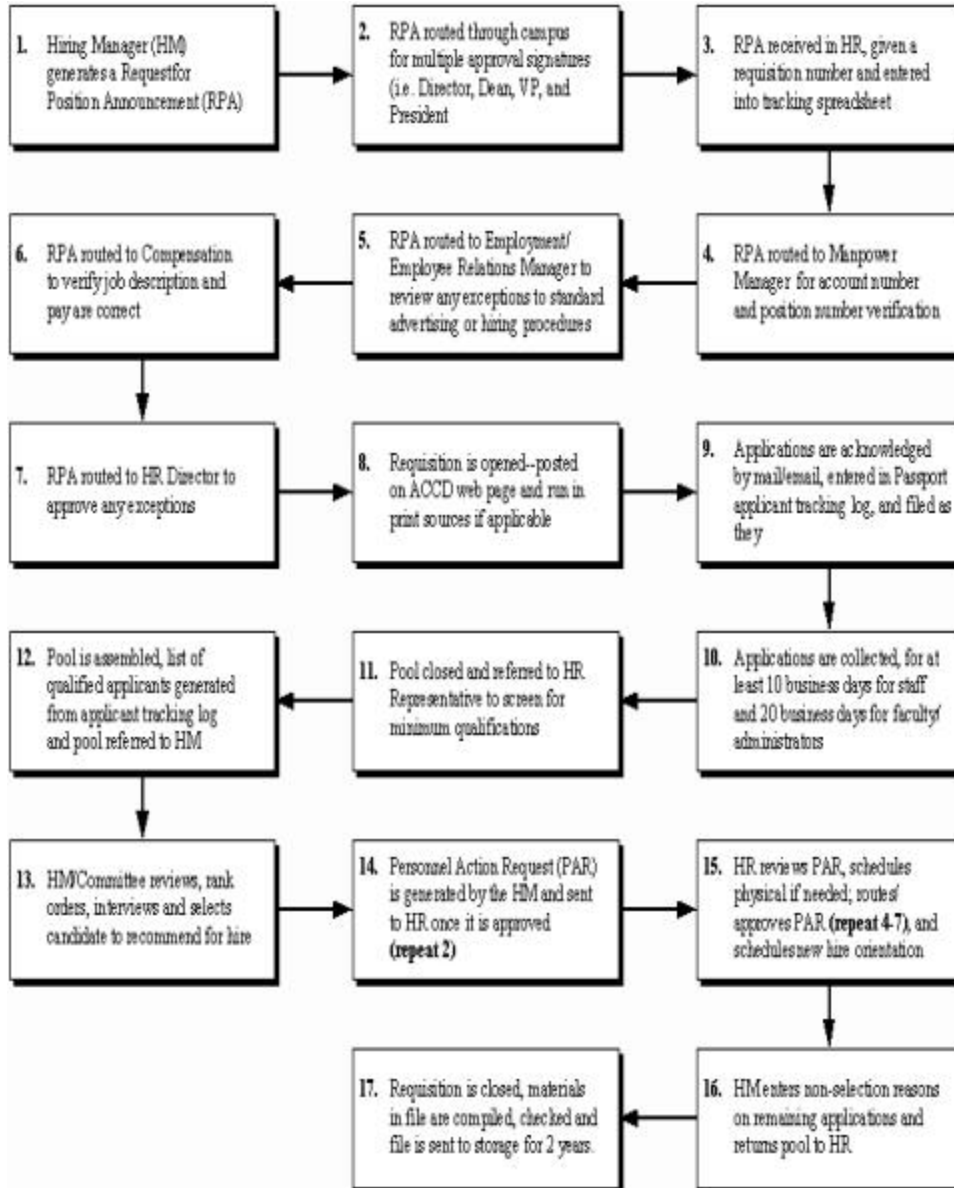 1. Hiring Manager (HM)
generates a Requestfor
Position Announcement (RPA)
2. RPA routed through campus
for multiple approval signatures
(i.e. Director, Dean, VP, and
President
3. RPA received in HR, given a
requisition number and entered
into tracking spreadsheet
4. RPA routed to Manpower
Manager for account number
and position number verification
5. RPA routed to Employment/
Employee Relations Manager to
review any exceptions to standard
advertising or hiring procedures
6. RPA routed to Compensation
to verify job description and
pay are correct
7. RPA routed to HR Director to
approve any exceptions
8. Requisition is opened--posted
on ACCD web page and run in
print sources if applicable
9. Applications are acknowledged
by mail/email, entered in Passport
applicant tracking log, and filed as
they
10. Applications are collected, for at
least 10 business days for staff
and 20 business days for faculty/
administrators
11. Pool closed and referred to HR
Representative to screen for
minimum qualifications
12. Pool is assembled, list of
qualified applicants generated
from applicant tracking log
and pool referred to HM
13. HM/Committee reviews, rank
orders, interviews and selects
candidate to recommend for hire
14. Personnel Action Request (PAR)
is generated by the HM and sent
to HR once it is approved
(repeat 2)
15. HR reviews PAR, schedules
physical if needed; routes/
approves PAR (repeat 4-7), and
schedules new hire orientation
16. HM enters non-selection reasons
on remaining applications and
returns pool to HR
17. Requisition is closed, materials
in file are compiled, checked and
file is sent to storage for 2 years.